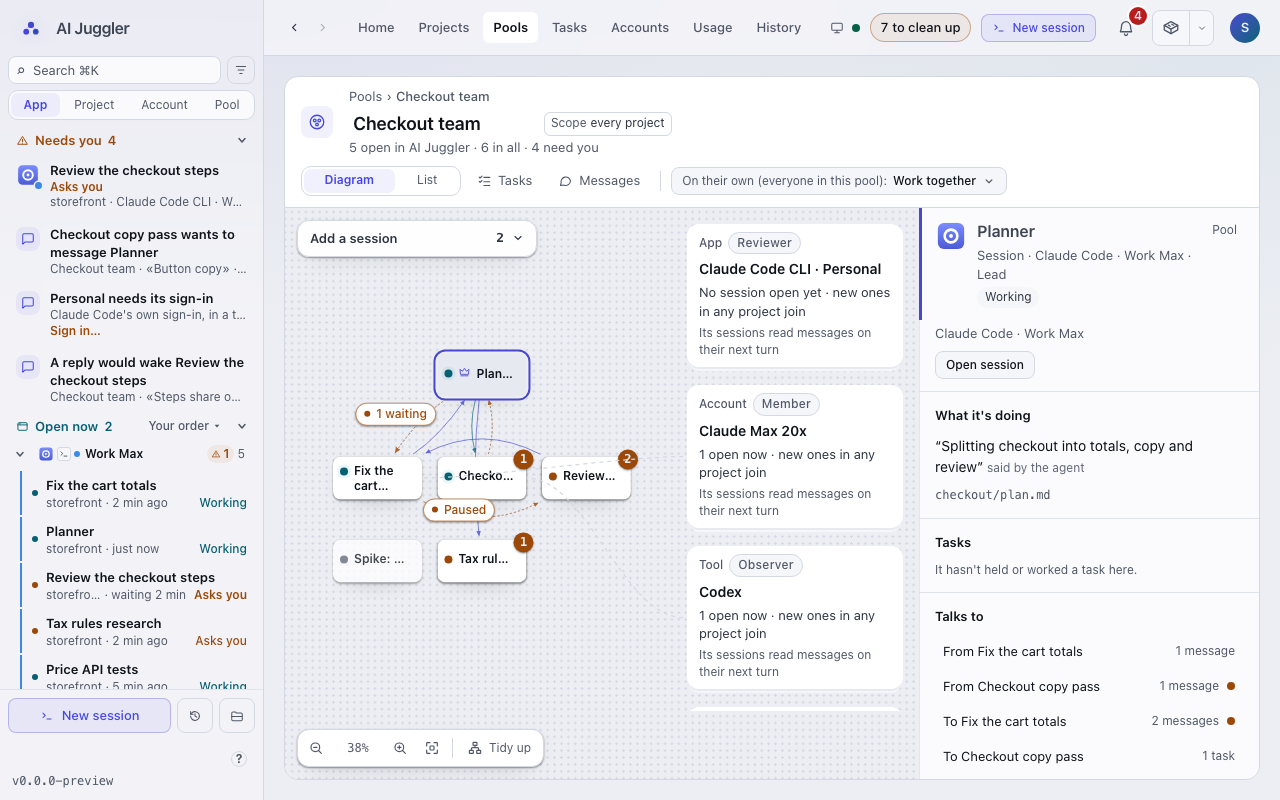 AI Juggler
Search ⌘K
App
Project
Account
Pool
Needs you 4
Review the checkout steps
Asks you
storefront · Claude Code CLI · W…
Checkout copy pass wants to
message Planner
Checkout team · «Button copy» ·…
Personal needs its sign-in
Claude Code's own sign-in, in a t…
Sign in…
A reply would wake Review the
checkout steps
Checkout team · «Steps share o…
Open now 2
Your order
Work Max
1
5
Fix the cart totals
storefront · 2 min ago
Working
Planner
storefront · just now
Working
Review the checkout steps
storefro… · waiting 2 min
Asks you
Tax rules research
storefront · 2 min ago
Asks you
Price API tests
storefront · 5 min ago
Working
New session
?
v0.0.0-preview
Home
Projects
Pools
Tasks
Accounts
Usage
History
7 to clean up
New session
4
S
Pools › Checkout team
Checkout team
Scope every project
5 open in AI Juggler · 6 in all · 4 need you
Diagram
List
Tasks
Messages
On their own (everyone in this pool): Work together
Add a session
2
Plan…
1 waiting
Fix the
cart…
Checko…
1
Review…
2
Paused
Spike: …
Tax rul…
1
App
Reviewer
Claude Code CLI · Personal
No session open yet · new ones
in any project join
Its sessions read messages on
their next turn
Account
Member
Claude Max 20x
1 open now · new ones in any
project join
Its sessions read messages on
their next turn
Tool
Observer
Codex
1 open now · new ones in any
project join
Its sessions read messages on
their next turn
38%
Tidy up
Planner
Pool
Session · Claude Code · Work Max ·
Lead
Working
Claude Code · Work Max
Open session
What it's doing
“Splitting checkout into totals, copy and
review” said by the agent
checkout/plan.md
Tasks
It hasn't held or worked a task here.
Talks to
From Fix the cart totals
1 message
From Checkout copy pass
1 message
To Fix the cart totals
2 messages
To Checkout copy pass
1 task